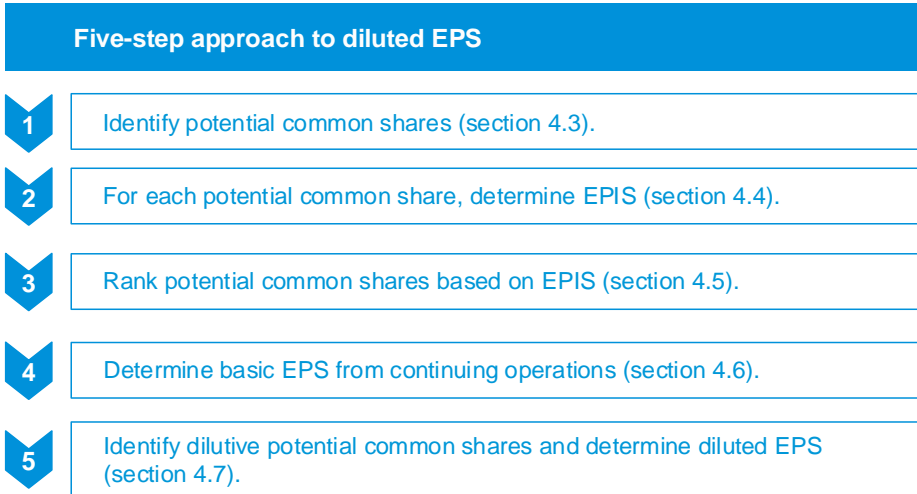 Five-step approach to diluted EPS
1
Identify potential common shares (section 4.3).
2
For each potential common share, determine EPIS (section 4.4).
3
Rank potential common shares based on EPIS (section 4.5).
4
Determine basic EPS from continuing operations (section 4.6).
5
Identify dilutive potential common shares and determine diluted EPS
(section 4.7).